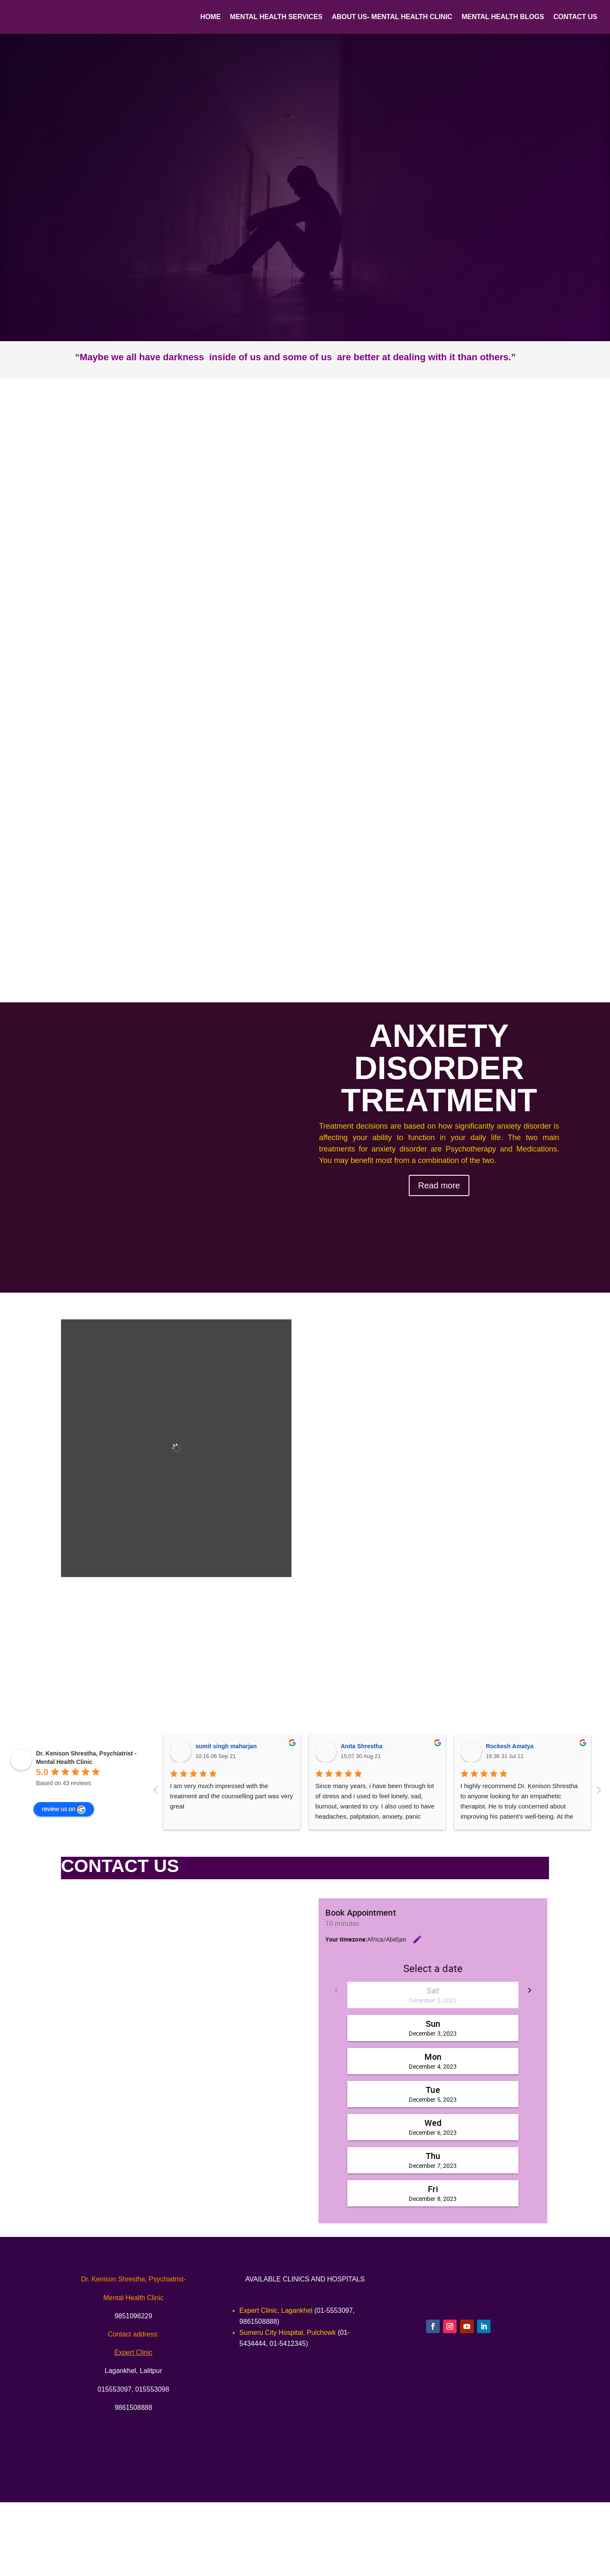 HOME MENTAL HEALTH SERVICES ABOUT US- MENTAL HEALTH CLINIC MENTAL HEALTH BLOGS CONTACT US
“Maybe we all have darkness inside of us and some of us are better at dealing with it than others.”
ANXIETY
DISORDER
TREATMENT
Treatment decisions are based on how significantly anxiety disorder is
affecting your ability to function in your daily life. The two main
treatments for anxiety disorder are Psychotherapy and Medications.
You may benefit most from a combination of the two.
Read more
Dr. Kenison Shrestha, Psychiatrist -
Mental Health Clinic
5.0
Based on 43 reviews
review us on
sumit singh maharjan
10:16 06 Sep 21
I am very much impressed with the
treatment and the counselling part was very
great
Anita Shrestha
15:07 30 Aug 21
Since many years, i have been through lot
of stress and i used to feel lonely, sad,
burnout, wanted to cry. I also used to have
headaches, palpitation, anxiety, panic
Rockesh Amatya
16:38 31 Jul 21
I highly recommend Dr. Kenison Shrestha
to anyone looking for an empathetic
therapist. He is truly concerned about
improving his patient's well-being. At the
CONTACT US
Book Appointment
10 minutes
Your timezone:Africa/Abidjan
Select a date
Sat
December 2, 2023
Sun
December 3, 2023
Mon
December 4, 2023
Tue
December 5, 2023
Wed
December 6, 2023
Thu
December 7, 2023
Fri
December 8, 2023
Dr. Kenison Shrestha, Psychiatrist-
Mental Health Clinic
9851096229
Contact address:
Expert Clinic
Lagankhel, Lalitpur
015553097, 015553098
9861508888
AVAILABLE CLINICS AND HOSPITALS
Expert Clinic, Lagankhel (01-5553097,
9861508888)
Sumeru City Hospital, Pulchowk (01-
5434444, 01-5412345)